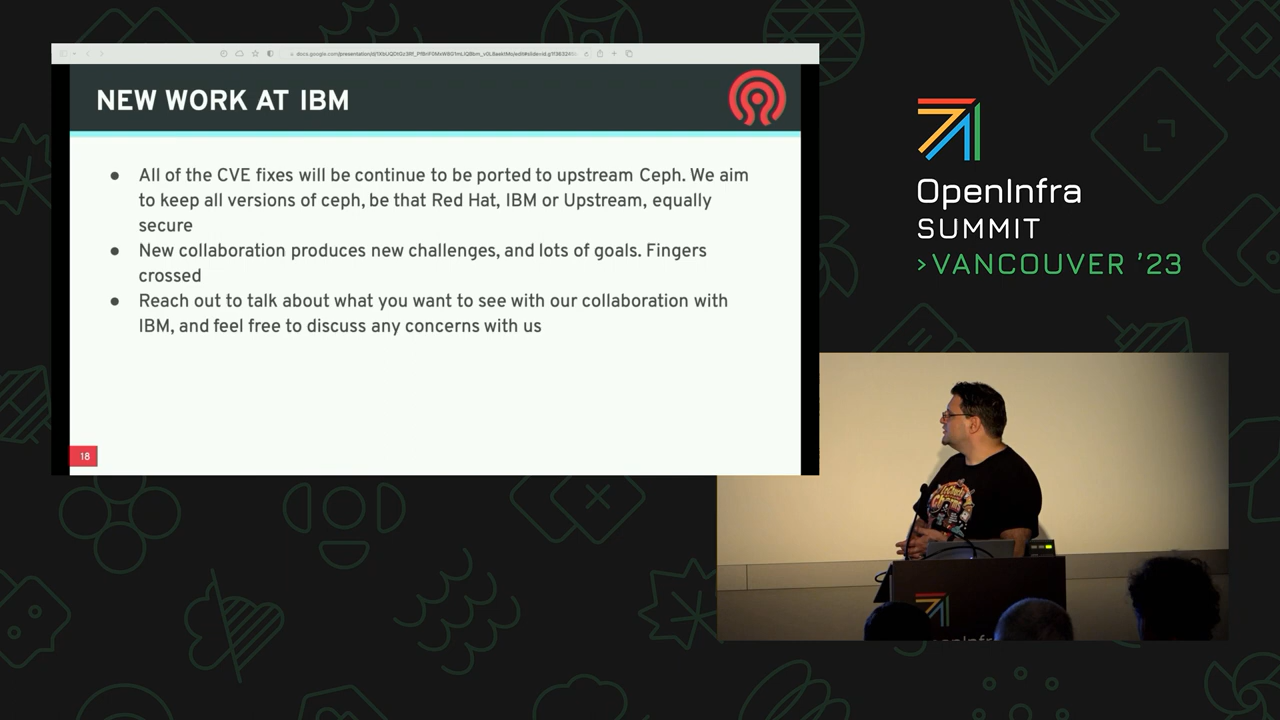 NEW WORK AT IBM
● All of the CVE fixes will be continue to be ported to upstream Ceph. We aim
to keep all versions of ceph, be that Red Hat, IBM or Upstream, equally
secure
● New collaboration produces new challenges, and lots of goals. Fingers
crossed
● Reach out to talk about what you want to see with our collaboration with
IBM, and feel free to discuss any concerns with us
18
OpenInfra
SUMMIT
>VANCOUVER '23